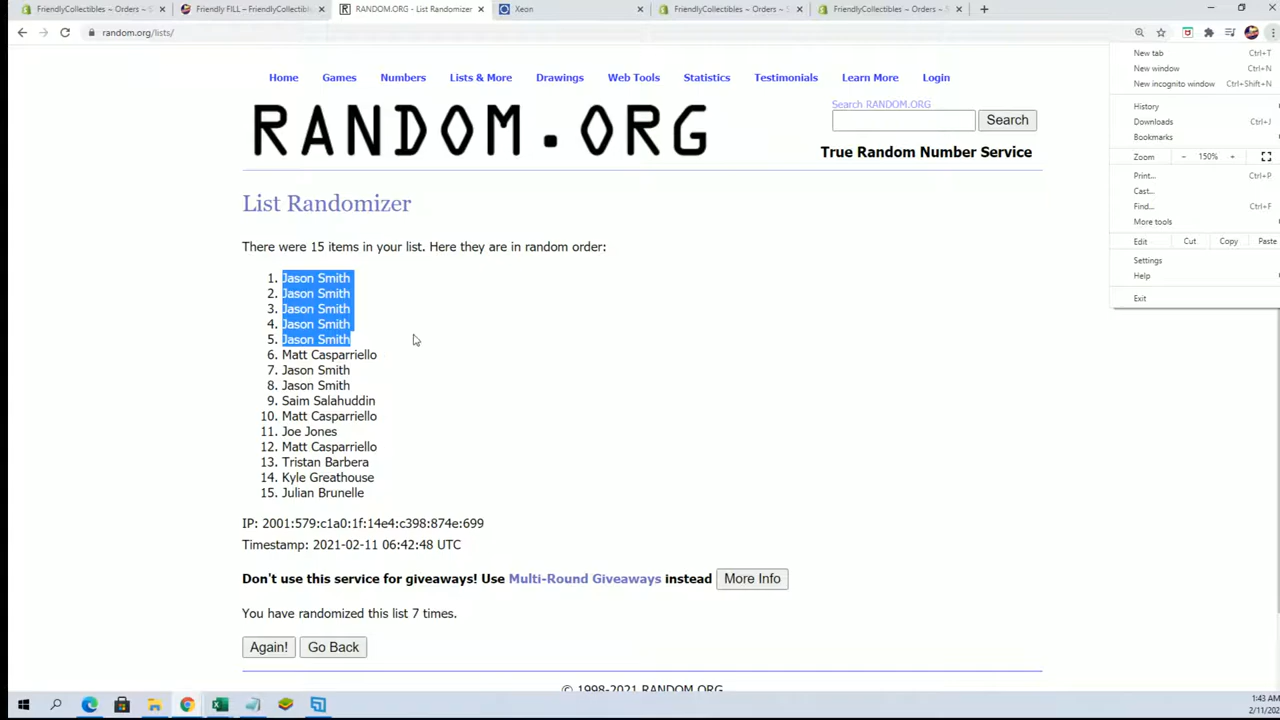 FriendlyCollectibles ~ Orders ~ S
Friendly FILL – FriendlyCollectibl
RANDOM.ORG - List Randomizer
Xeon
FriendlyCollectibles ~ Orders ~ S
FriendlyCollectibles ~ Orders ~
random.org/lists/
New tab Ctrl+T
New window Ctrl+N
New incognito window Ctrl+Shift+N
History
Downloads Ctrl+J
Bookmarks
Zoom − 150% +
Print... Ctrl+P
Cast...
Find... Ctrl+F
More tools
Edit Cut Copy Paste
Settings
Help
Exit
Home Games Numbers Lists & More Drawings Web Tools Statistics Testimonials Learn More Login
RANDOM.ORG
Search RANDOM.ORG
Search
True Random Number Service
List Randomizer
There were 15 items in your list. Here they are in random order:
1. Jason Smith
2. Jason Smith
3. Jason Smith
4. Jason Smith
5. Jason Smith
6. Matt Casparriello
7. Jason Smith
8. Jason Smith
9. Saim Salahuddin
10. Matt Casparriello
11. Joe Jones
12. Matt Casparriello
13. Tristan Barbera
14. Kyle Greathouse
15. Julian Brunelle
IP: 2001:579:c1a0:1f:14e4:c398:874e:699
Timestamp: 2021-02-11 06:42:48 UTC
Don't use this service for giveaways! Use Multi-Round Giveaways instead More Info
You have randomized this list 7 times.
Again! Go Back
© 1998-2021 RANDOM.ORG
1:43 AM
2/11/202